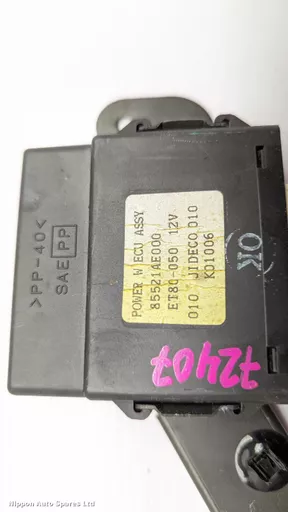 >PP-40<
SAE PP
POWER W ECU ASSY
85521AE000
ET80-050 12V
010 JIDECO 010
K01006
OK
72407
Nippon Auto Spares Ltd